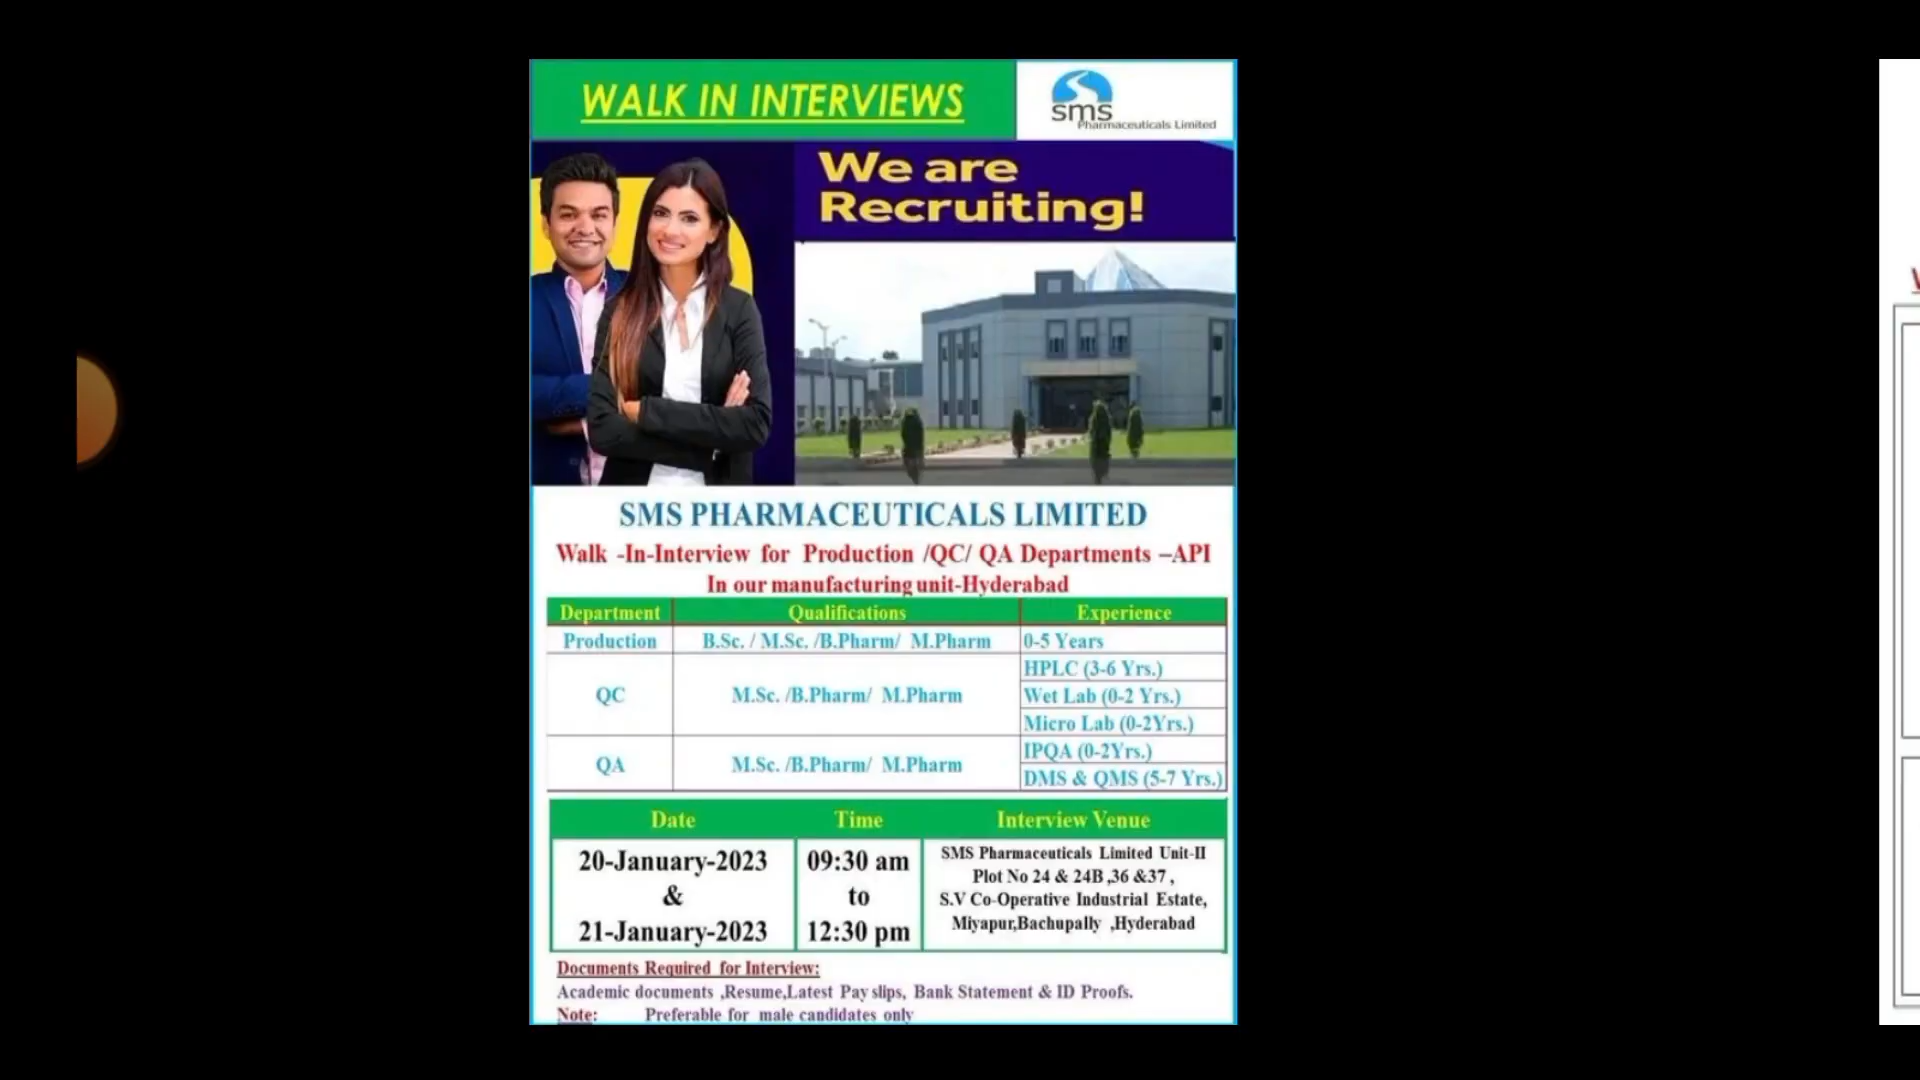 WALK IN INTERVIEWS
sms
Pharmaceuticals Limited
We are
Recruiting!
SMS PHARMACEUTICALS LIMITED
Walk -In-Interview for Production /QC/ QA Departments –API
In our manufacturing unit-Hyderabad
Department Qualifications Experience
Production B.Sc. / M.Sc. /B.Pharm/ M.Pharm 0-5 Years
QC M.Sc. /B.Pharm/ M.Pharm HPLC (3-6 Yrs.)
Wet Lab (0-2 Yrs.)
Micro Lab (0-2Yrs.)
QA M.Sc. /B.Pharm/ M.Pharm IPQA (0-2Yrs.)
DMS & QMS (5-7 Yrs.)
Date Time Interview Venue
20-January-2023
&
21-January-2023
09:30 am
to
12:30 pm
SMS Pharmaceuticals Limited Unit-II
Plot No 24 & 24B ,36 &37 ,
S.V Co-Operative Industrial Estate,
Miyapur,Bachupally ,Hyderabad
Documents Required for Interview:
Academic documents ,Resume,Latest Pay slips, Bank Statement & ID Proofs.
Note: Preferable for male candidates only